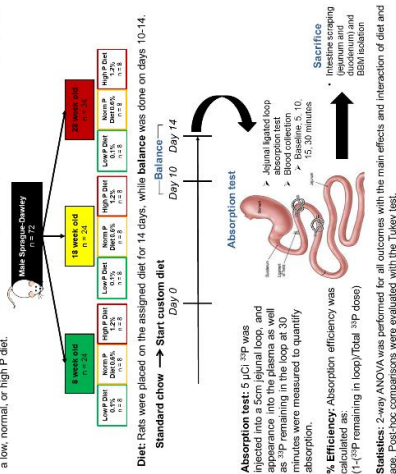 a low, normal, or high P diet.
Male Sprague-Dawley
n = 72
8 week old
n = 24
18 week old
n = 24
n = 24
Low P Diet
0.1%
n = 8
Norm P
Diet 0.6%
n = 8
High P Diet
1.2%
n = 8
Low P Diet
0.1%
n = 8
Norm P
Diet 0.6%
n = 8
High P Diet
1.2%
n = 8
Low P Diet
0.1%
n = 8
Norm P
Diet 0.6%
n = 8
High P Diet
1.2%
n = 8
Diet: Rats were placed on the assigned diet for 14 days, while balance was done on days 10-14.
Standard chow → Start custom diet
Balance
Day 0
Day 10
Day 14
Absorption test
➢ Jejunal ligated loop
absorption test
➢ Blood collection
➢ Baseline, 5, 10,
15, 30 minutes
Sacrifice
• Intestine scraping
(jejunum and
duodenum) and
BBM isolation
Absorption test: 5 µCi ³³P was
injected into a 5cm jejunal loop, and
appearance into the plasma as well
as ³³P remaining in the loop at 30
minutes were measured to quantify
absorption.
% Efficiency: Absorption efficiency was
calculated as:
(1-(³³P remaining in loop)/Total ³³P dose)
Statistics: 2-way ANOVA was performed for all outcomes with the main effects and interaction of diet and
age. Post-hoc comparisons were evaluated with the Tukey test.